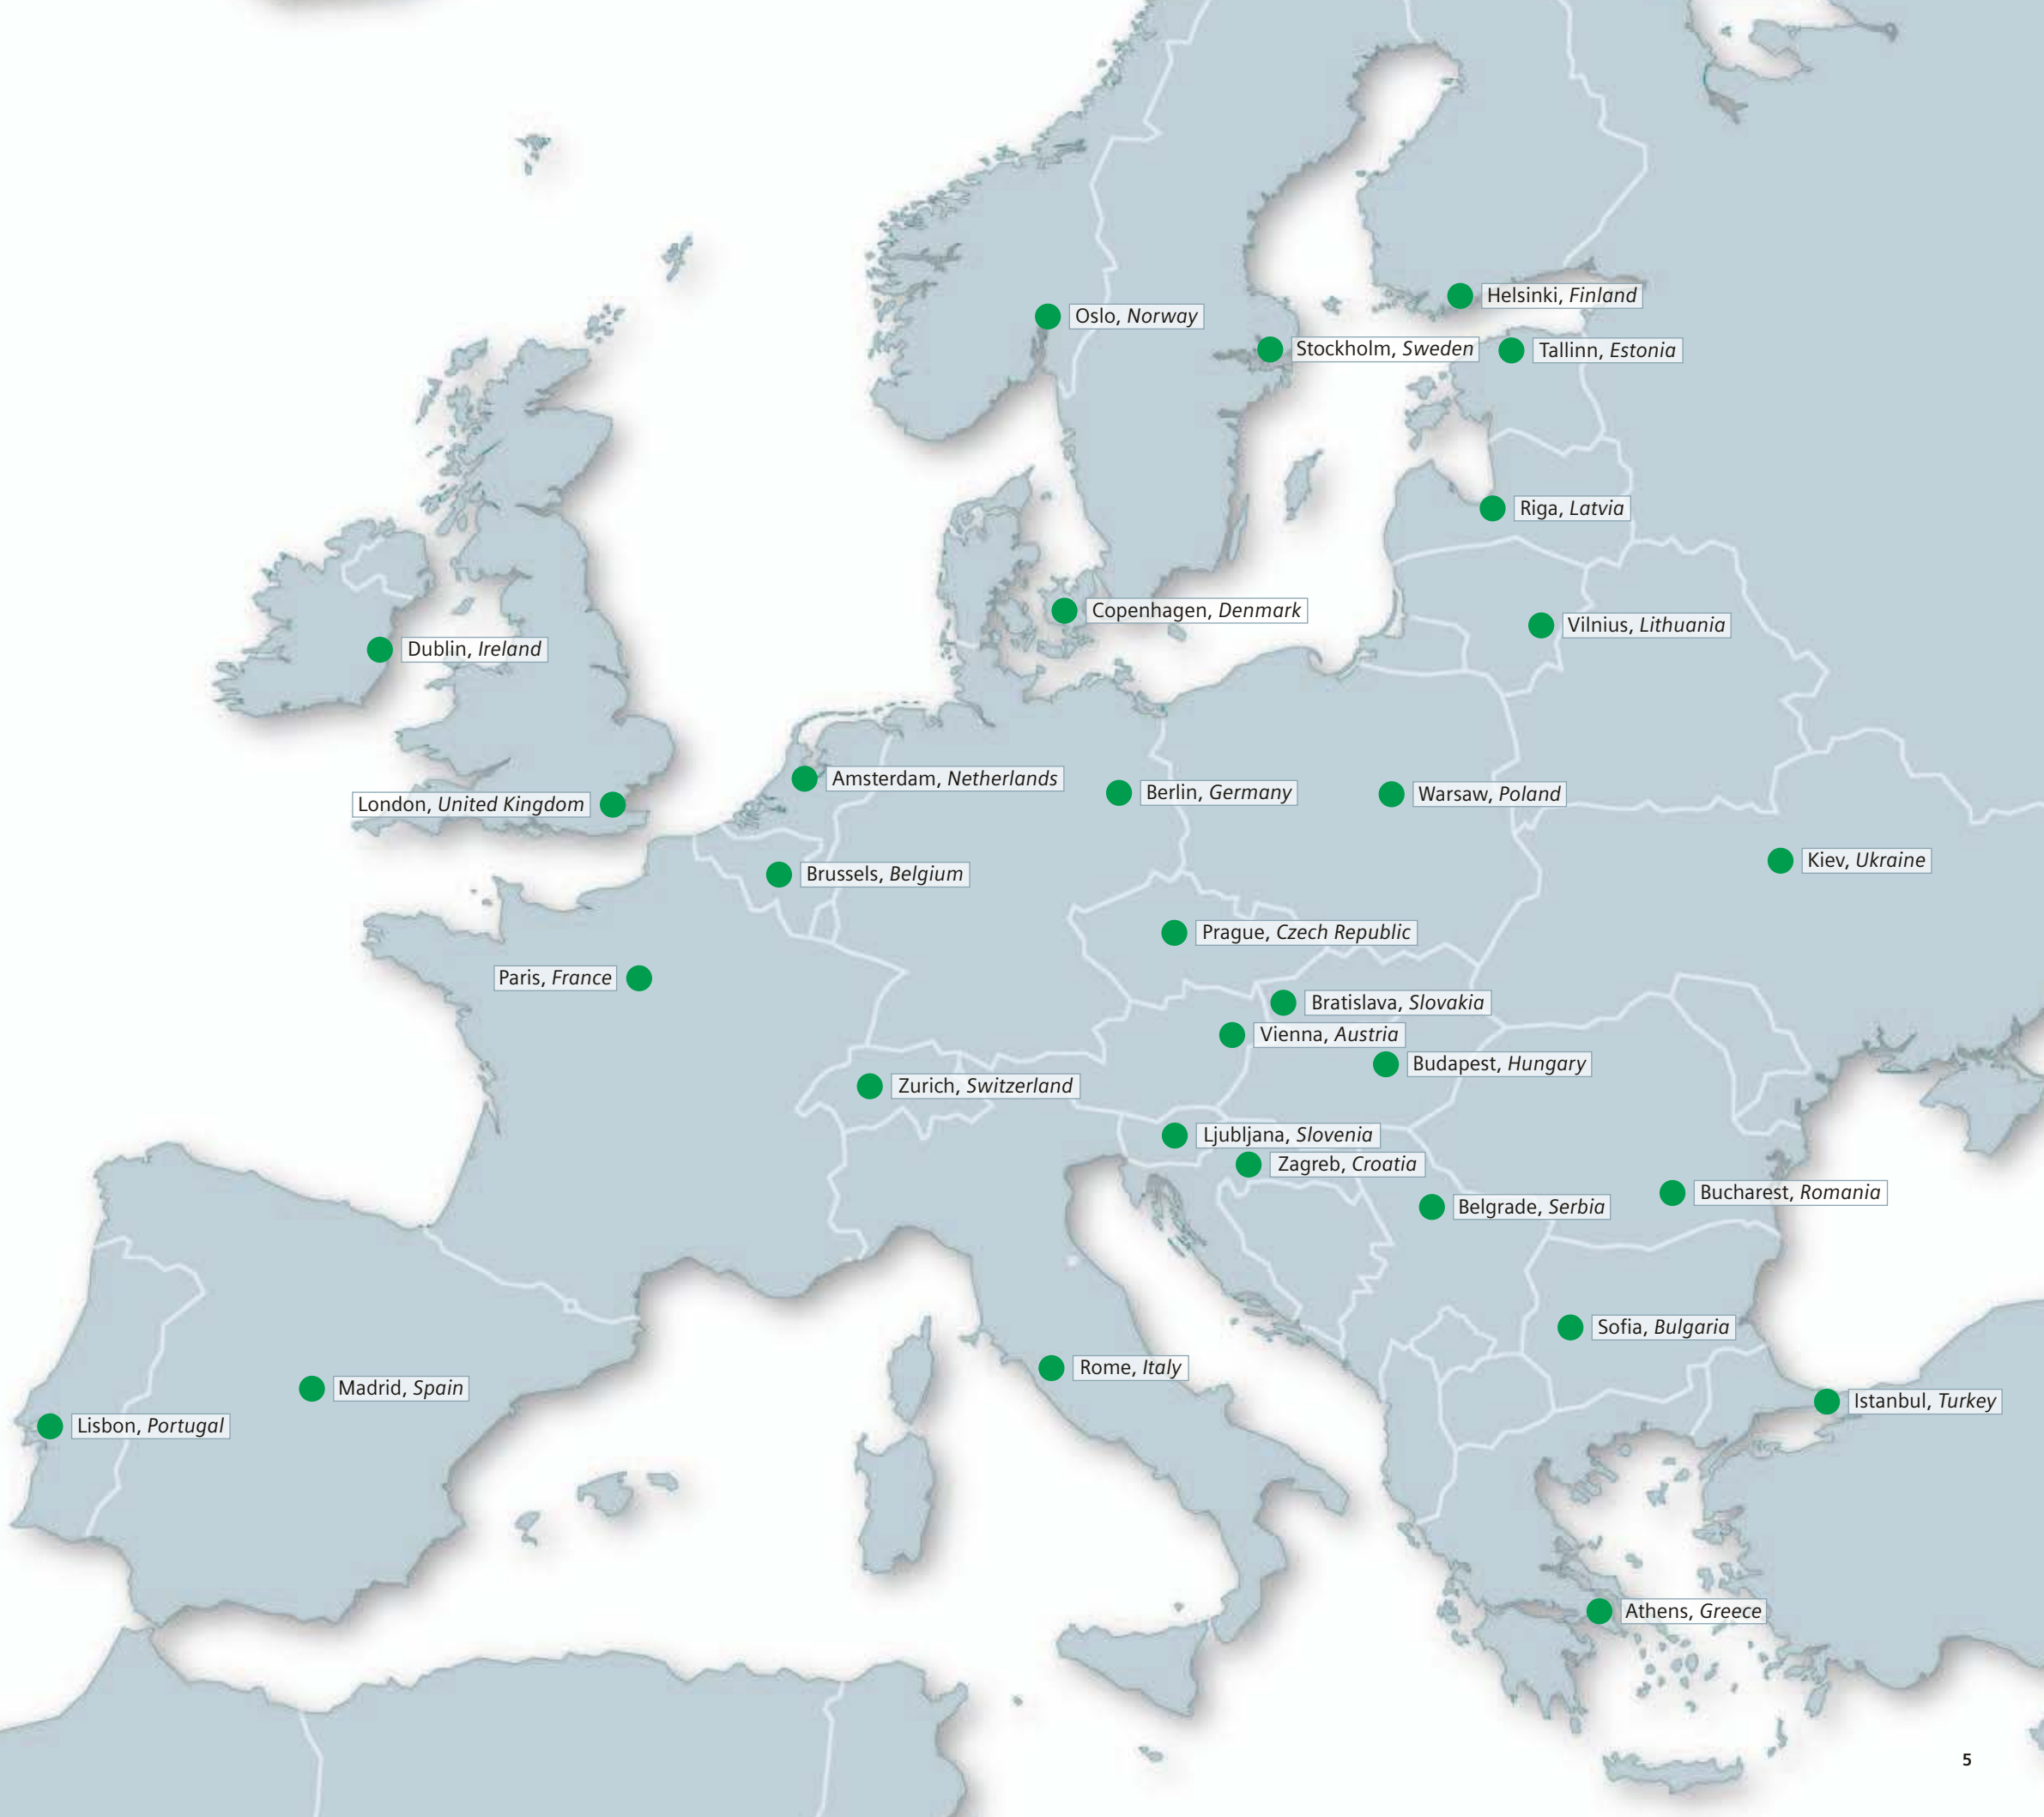 Helsinki, Finland
Oslo, Norway
Stockholm, Sweden
Tallinn, Estonia
Riga, Latvia
Copenhagen, Denmark
Vilnius, Lithuania
Dublin, Ireland
Amsterdam, Netherlands
Berlin, Germany
Warsaw, Poland
London, United Kingdom
Kiev, Ukraine
Brussels, Belgium
Prague, Czech Republic
Paris, France
Bratislava, Slovakia
Vienna, Austria
Budapest, Hungary
Zurich, Switzerland
Ljubljana, Slovenia
Zagreb, Croatia
Bucharest, Romania
Belgrade, Serbia
Sofia, Bulgaria
Rome, Italy
Madrid, Spain
Istanbul, Turkey
Lisbon, Portugal
Athens, Greece
5